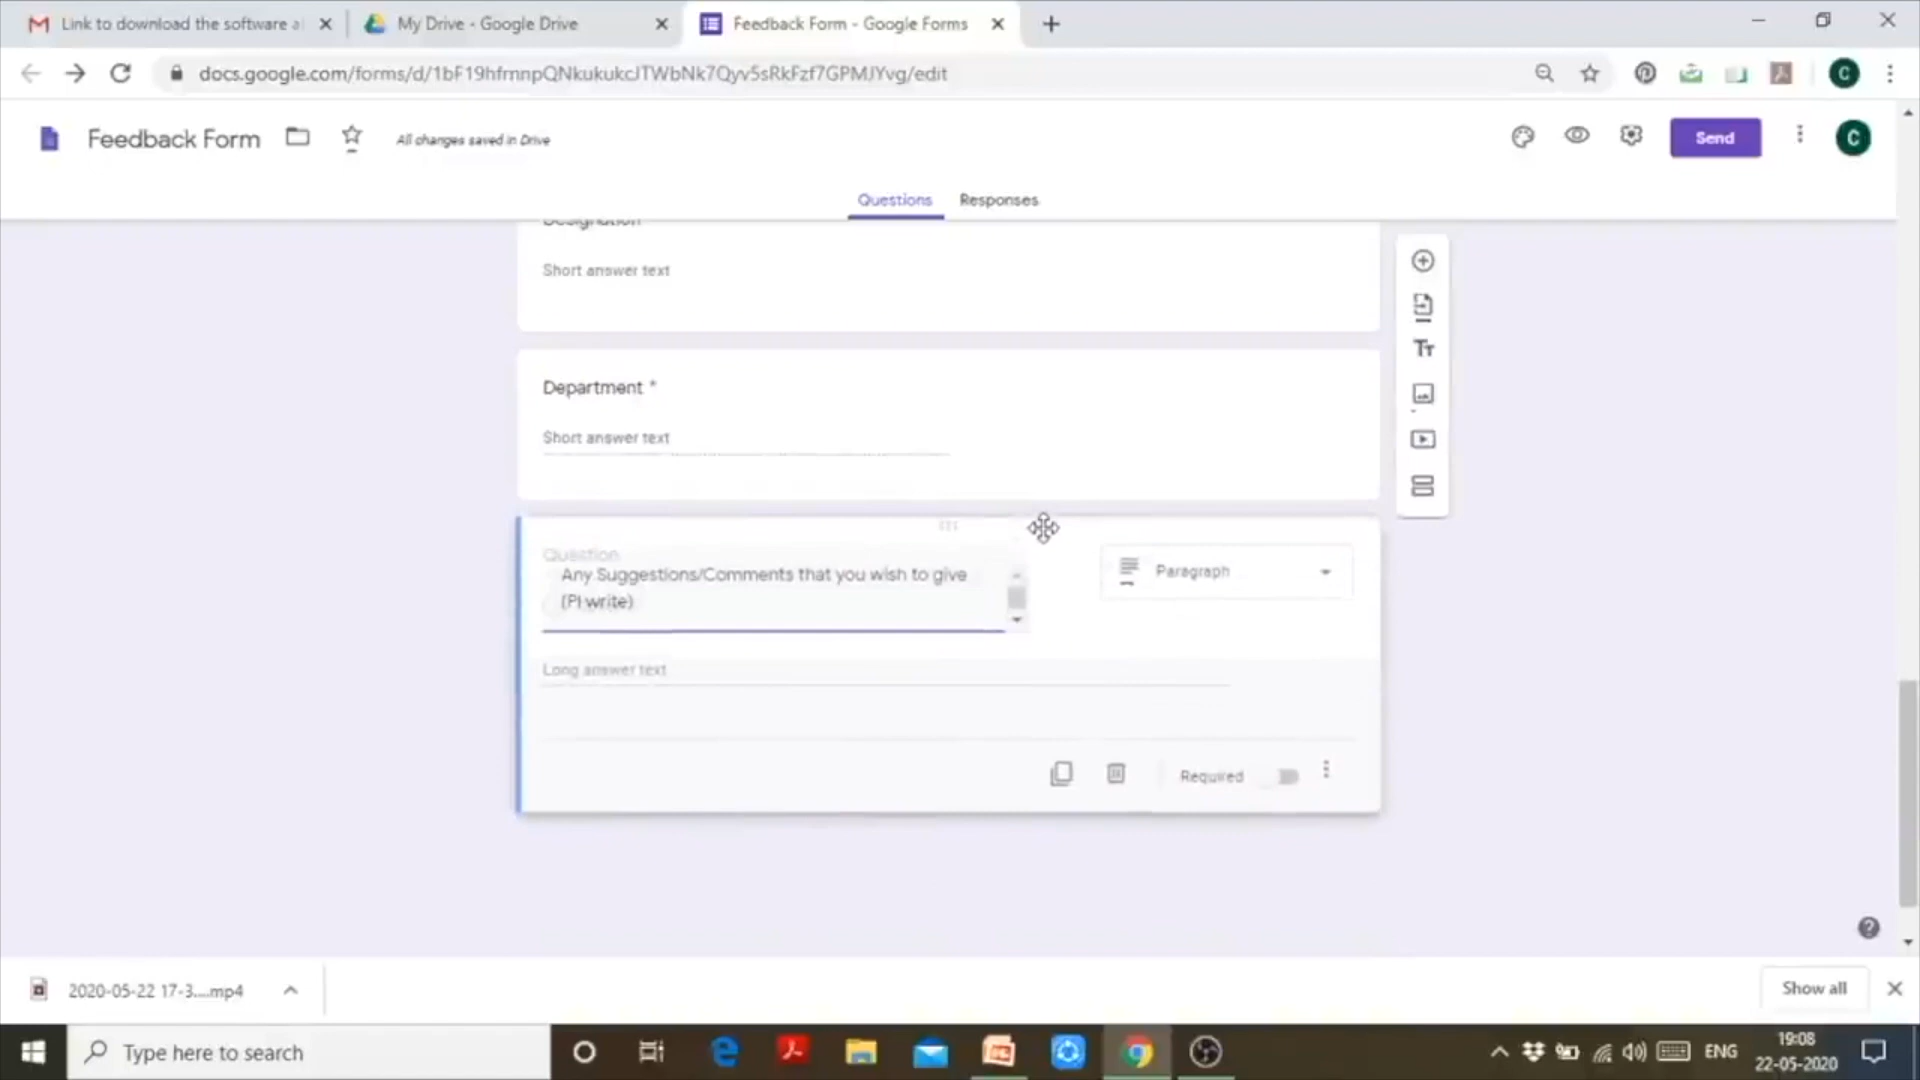 Link to download the software a
My Drive - Google Drive
Feedback Form - Google Forms
docs.google.com/forms/d/1bF19hfmnpQNkukukcJTWbNk7Qyv5sRkFzf7GPMJYvg/edit
C
Feedback Form
All changes saved in Drive
Send
C
Questions
Responses
Designation
Short answer text
Department *
Short answer text
Question
Any Suggestions/Comments that you wish to give
(Pl write)
Paragraph
Long answer text
Required
2020-05-22 17-3....mp4
Show all
Type here to search
ENG
19:08
22-05-2020